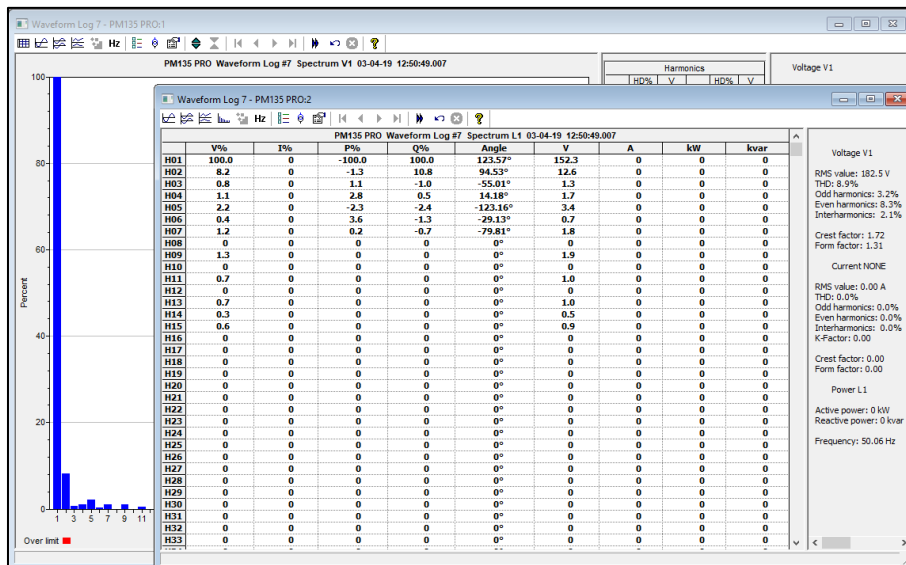 Waveform Log 7 - PM135 PRO:1
Hz
PM135 PRO Waveform Log #7 Spectrum V1 03-04-19 12:50:49.007
Harmonics
HD% V HD% V
Voltage V1
100
80
60
40
20
0
Percent
1 3 5 7 9 11
Over limit
Waveform Log 7 - PM135 PRO:2
Hz
PM135 PRO Waveform Log #7 Spectrum L1 03-04-19 12:50:49.007
V% I% P% Q% Angle V A kW kvar
H01 100.0 0 -100.0 100.0 123.57° 152.3 0 0 0
H02 8.2 0 -1.3 10.8 94.53° 12.6 0 0 0
H03 0.8 0 1.1 -1.0 -55.01° 1.3 0 0 0
H04 1.1 0 2.8 0.5 14.18° 1.7 0 0 0
H05 2.2 0 -2.3 -2.4 -123.16° 3.4 0 0 0
H06 0.4 0 3.6 -1.3 -29.13° 0.7 0 0 0
H07 1.2 0 0.2 -0.7 -79.81° 1.8 0 0 0
H08 0 0 0 0 0° 0 0 0 0
H09 1.3 0 0 0 0° 1.9 0 0 0
H10 0 0 0 0 0° 0 0 0 0
H11 0.7 0 0 0 0° 1.0 0 0 0
H12 0 0 0 0 0° 0 0 0 0
H13 0.7 0 0 0 0° 1.0 0 0 0
H14 0.3 0 0 0 0° 0.5 0 0 0
H15 0.6 0 0 0 0° 0.9 0 0 0
H16 0 0 0 0 0° 0 0 0 0
H17 0 0 0 0 0° 0 0 0 0
H18 0 0 0 0 0° 0 0 0 0
H19 0 0 0 0 0° 0 0 0 0
H20 0 0 0 0 0° 0 0 0 0
H21 0 0 0 0 0° 0 0 0 0
H22 0 0 0 0 0° 0 0 0 0
H23 0 0 0 0 0° 0 0 0 0
H24 0 0 0 0 0° 0 0 0 0
H25 0 0 0 0 0° 0 0 0 0
H26 0 0 0 0 0° 0 0 0 0
H27 0 0 0 0 0° 0 0 0 0
H28 0 0 0 0 0° 0 0 0 0
H29 0 0 0 0 0° 0 0 0 0
H30 0 0 0 0 0° 0 0 0 0
H31 0 0 0 0 0° 0 0 0 0
H32 0 0 0 0 0° 0 0 0 0
H33 0 0 0 0 0° 0 0 0 0
Voltage V1
RMS value: 182.5 V
THD: 8.9%
Odd harmonics: 3.2%
Even harmonics: 8.3%
Interharmonics: 2.1%
Crest factor: 1.72
Form factor: 1.31
Current NONE
RMS value: 0.00 A
THD: 0.0%
Odd harmonics: 0.0%
Even harmonics: 0.0%
Interharmonics: 0.0%
K-Factor: 0.00
Crest factor: 0.00
Form factor: 0.00
Power L1
Active power: 0 kW
Reactive power: 0 kvar
Frequency: 50.06 Hz